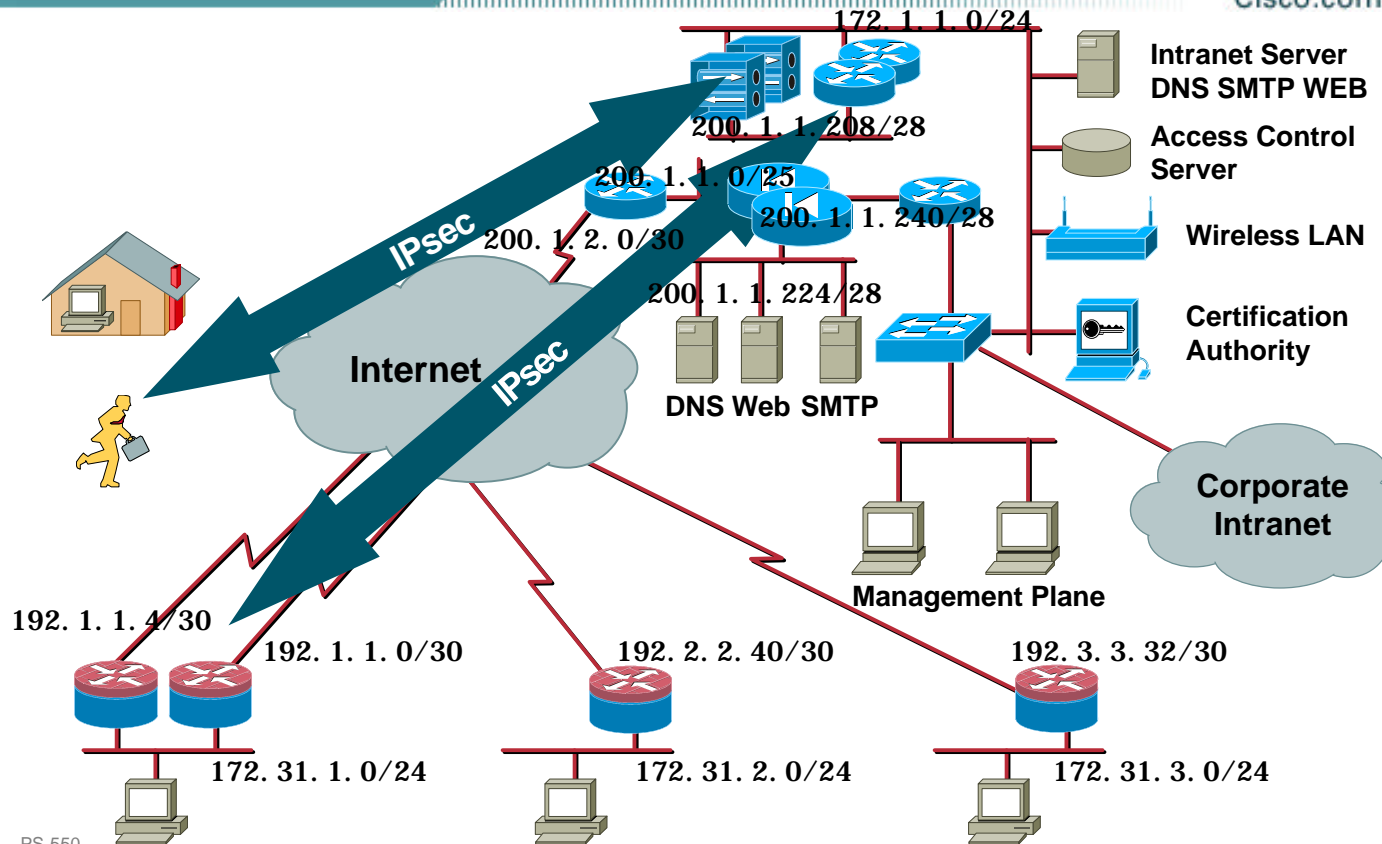 Cisco.com
172. 1. 1. 0/24
Intranet Server
DNS SMTP WEB
200. 1. 1. 208/28
Access Control
Server
200. 1. 1. 0/25
200. 1. 1. 240/28
IPsec
200. 1. 2. 0/30
Wireless LAN
200. 1. 1. 224/28
Certification
Authority
Internet
IPsec
DNS Web SMTP
Corporate
Intranet
Management Plane
192. 1. 1. 4/30
192. 1. 1. 0/30
192. 2. 2. 40/30
192. 3. 3. 32/30
172. 31. 1. 0/24
172. 31. 2. 0/24
172. 31. 3. 0/24
PS-550